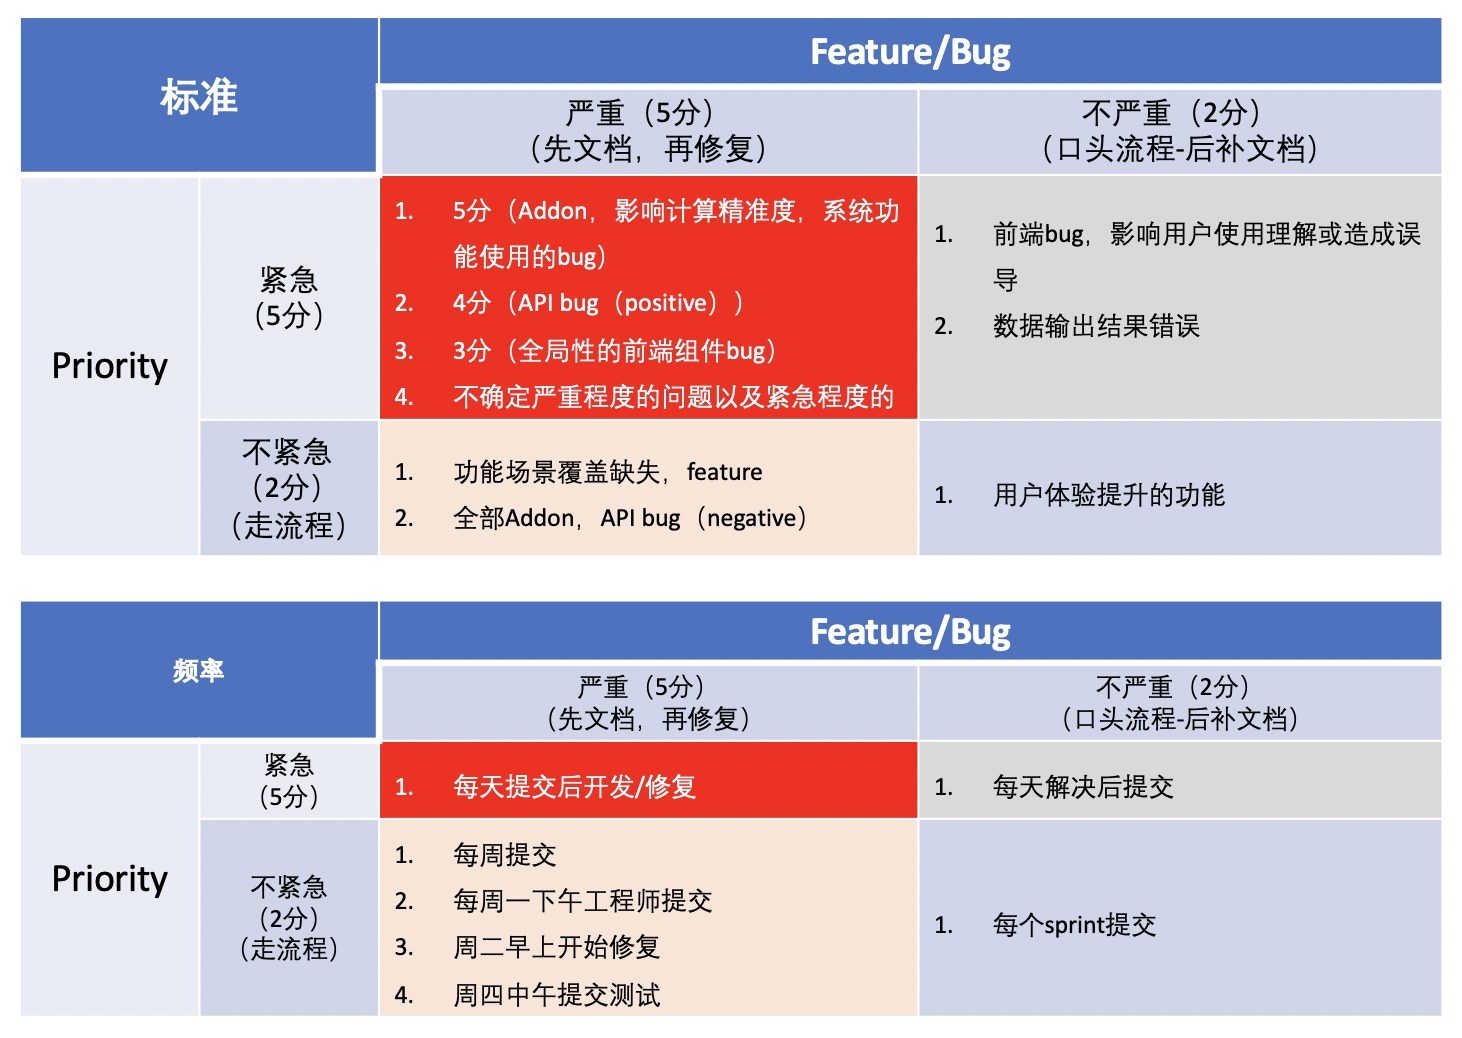 标准
Feature/Bug
严重（5分）
（先文档，再修复）
不严重（2分）
（口头流程-后补文档）
Priority
紧急
（5分）
1. 5分（Addon，影响计算精准度，系统功
能使用的bug）
2. 4分（API bug（positive））
3. 3分（全局性的前端组件bug）
4. 不确定严重程度的问题以及紧急程度的
1. 前端bug，影响用户使用理解或造成误
导
2. 数据输出结果错误
不紧急
（2分）
（走流程）
1. 功能场景覆盖缺失，feature
2. 全部Addon，API bug（negative）
1. 用户体验提升的功能
频率
Feature/Bug
严重（5分）
（先文档，再修复）
不严重（2分）
（口头流程-后补文档）
Priority
紧急
（5分）
1. 每天提交后开发/修复
1. 每天解决后提交
不紧急
（2分）
（走流程）
1. 每周提交
2. 每周一下午工程师提交
3. 周二早上开始修复
4. 周四中午提交测试
1. 每个sprint提交